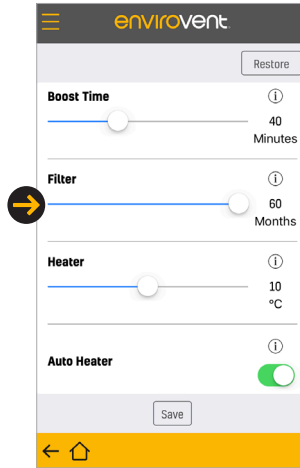 envirovent
Restore
Boost Time
40
Minutes
Filter
60
Months
Heater
10
°C
Auto Heater
Save